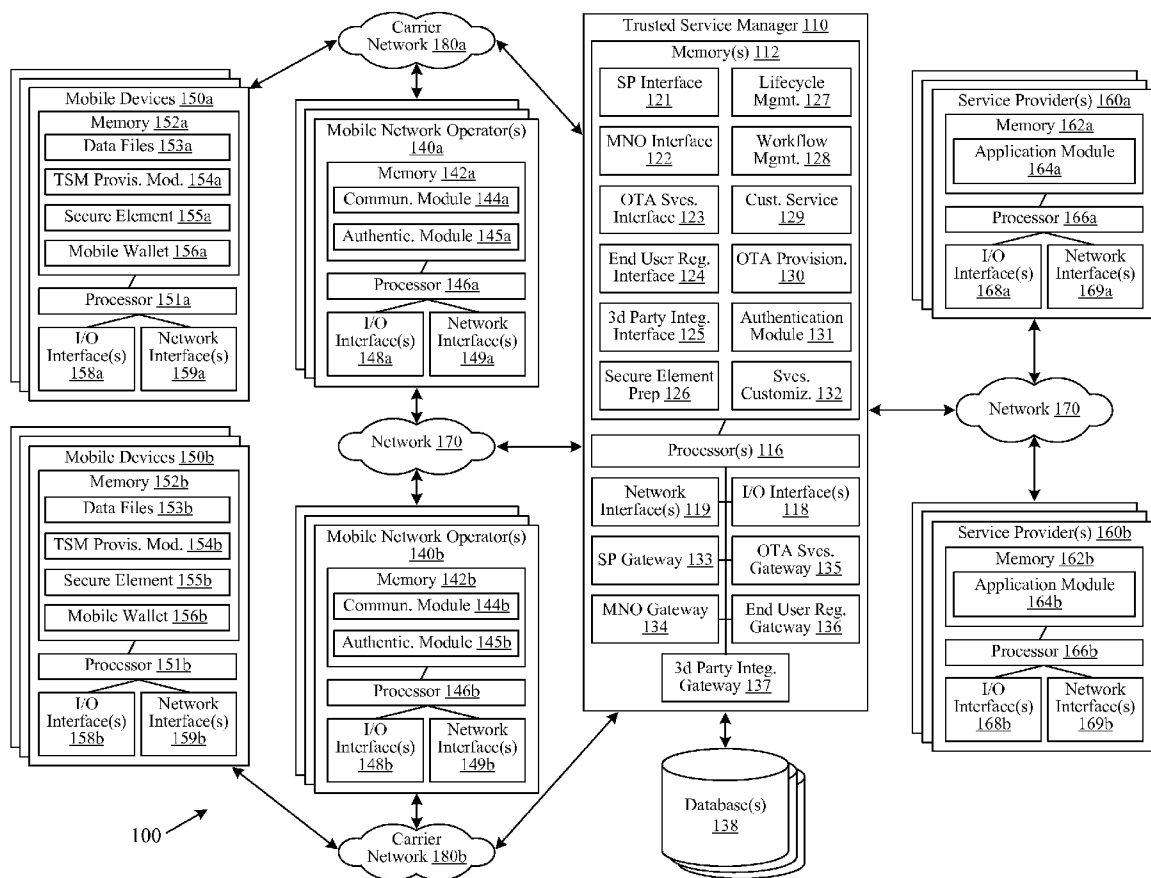 Carrier
Network 180a
Mobile Devices 150a
Memory 152a
Data Files 153a
TSM Provis. Mod. 154a
Secure Element 155a
Mobile Wallet 156a
Processor 151a
I/O
Interface(s)
158a
Network
Interface(s)
159a
Mobile Network Operator(s)
140a
Memory 142a
Commun. Module 144a
Authentic. Module 145a
Processor 146a
I/O
Interface(s)
148a
Network
Interface(s)
149a
Network 170
Mobile Devices 150b
Memory 152b
Data Files 153b
TSM Provis. Mod. 154b
Secure Element 155b
Mobile Wallet 156b
Processor 151b
I/O
Interface(s)
158b
Network
Interface(s)
159b
Mobile Network Operator(s)
140b
Memory 142b
Commun. Module 144b
Authentic. Module 145b
Processor 146b
I/O
Interface(s)
148b
Network
Interface(s)
149b
100
Carrier
Network 180b
Trusted Service Manager 110
Memory(s) 112
SP Interface
121
Lifecycle
Mgmt. 127
MNO Interface
122
Workflow
Mgmt. 128
OTA Svcs.
Interface 123
Cust. Service
129
End User Reg.
Interface 124
OTA Provision.
130
3d Party Integ.
Interface 125
Authentication
Module 131
Secure Element
Prep 126
Svcs.
Customiz. 132
Processor(s) 116
Network
Interface(s) 119
I/O Interface(s)
118
SP Gateway 133
OTA Svcs.
Gateway 135
MNO Gateway
134
End User Reg.
Gateway 136
3d Party Integ.
Gateway 137
Database(s)
138
Service Provider(s) 160a
Memory 162a
Application Module
164a
Processor 166a
I/O
Interface(s)
168a
Network
Interface(s)
169a
Network 170
Service Provider(s) 160b
Memory 162b
Application Module
164b
Processor 166b
I/O
Interface(s)
168b
Network
Interface(s)
169b